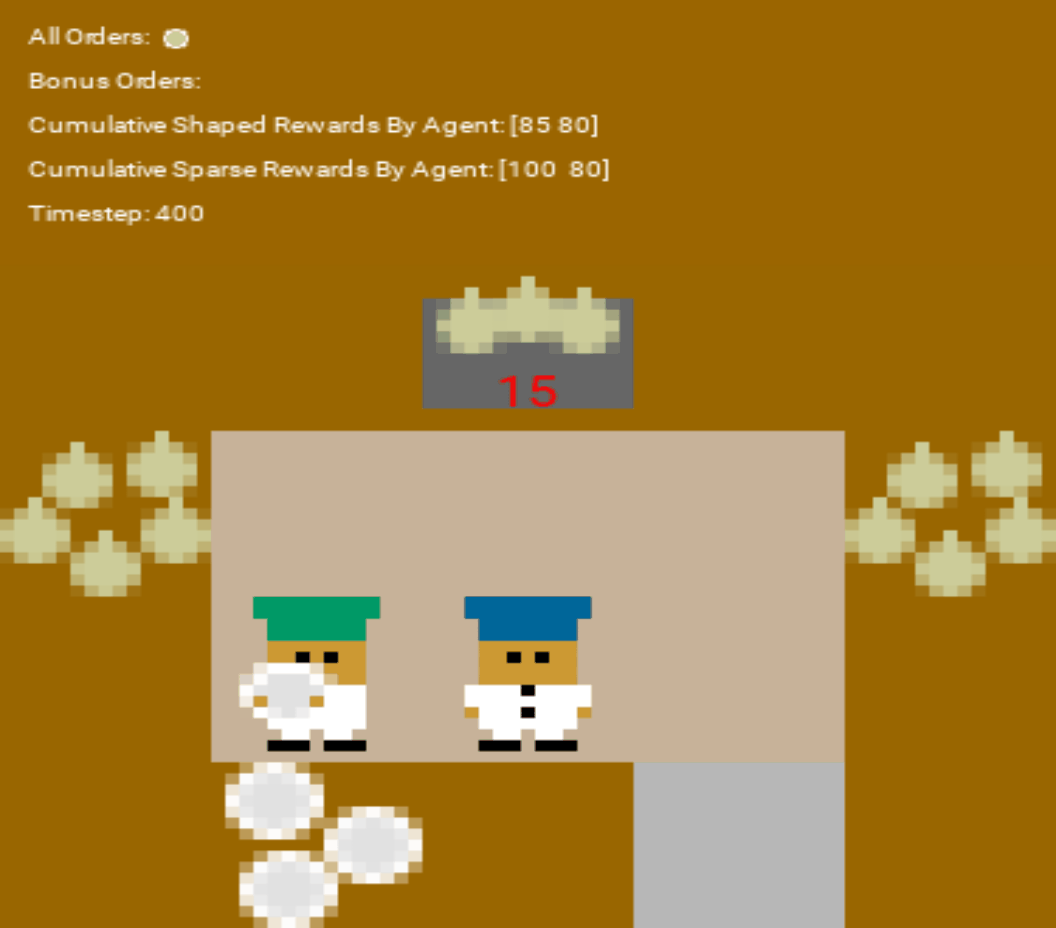 All Orders:
Bonus Orders:
Cumulative Shaped Rewards By Agent: [85 80]
Cumulative Sparse Rewards By Agent: [100  80]
Timestep: 400
15